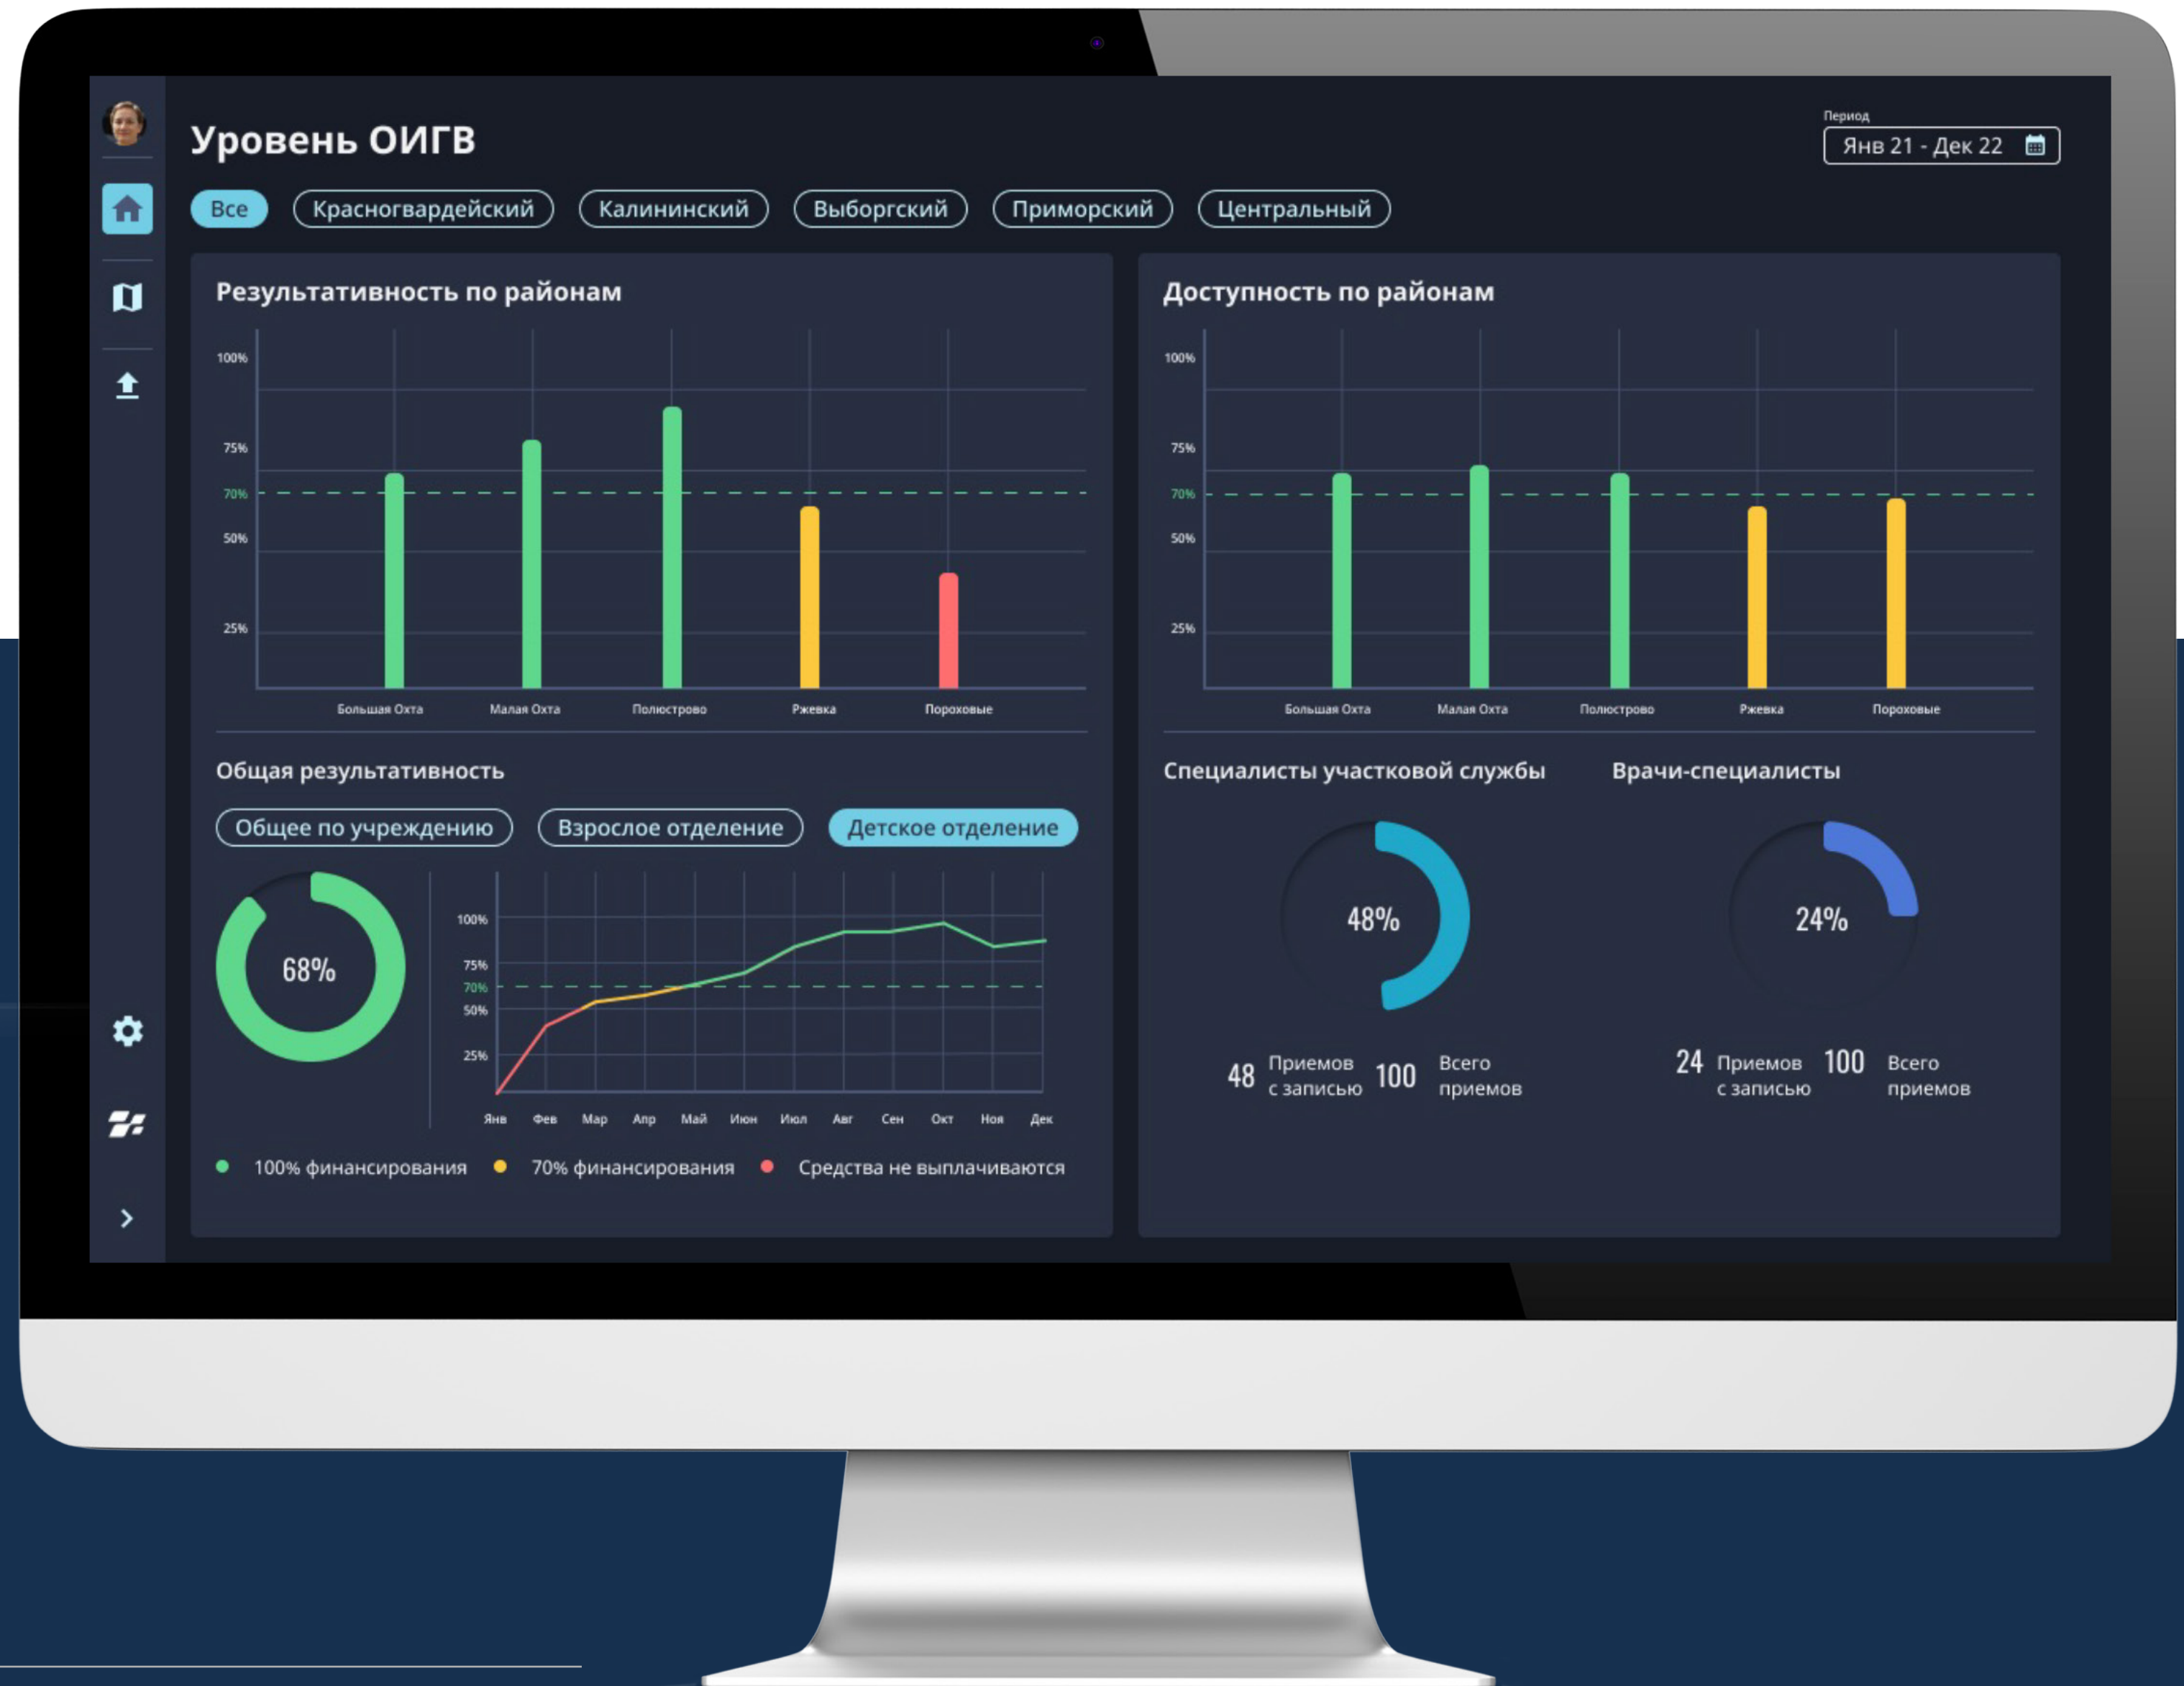 Уровень ОИГВ
Период
Янв 21 - Дек 22
Все
Красногвардейский
Калининский
Выборгский
Приморский
Центральный
Результативность по районам
100%
75%
70%
50%
25%
Большая Охта
Малая Охта
Полюстрово
Ржевка
Пороховые
Общая результативность
Общее по учреждению
Взрослое отделение
Детское отделение
68%
100%
75%
70%
50%
25%
Янв
Фев
Мар
Апр
Май
Июн
Июл
Авг
Сен
Окт
Ноя
Дек
100% финансирования
70% финансирования
Средства не выплачиваются
Доступность по районам
100%
75%
70%
50%
25%
Большая Охта
Малая Охта
Полюстрово
Ржевка
Пороховые
Специалисты участковой службы
48%
48
Приемов
с записью
100
Всего
приемов
Врачи-специалисты
24%
24
Приемов
с записью
100
Всего
приемов